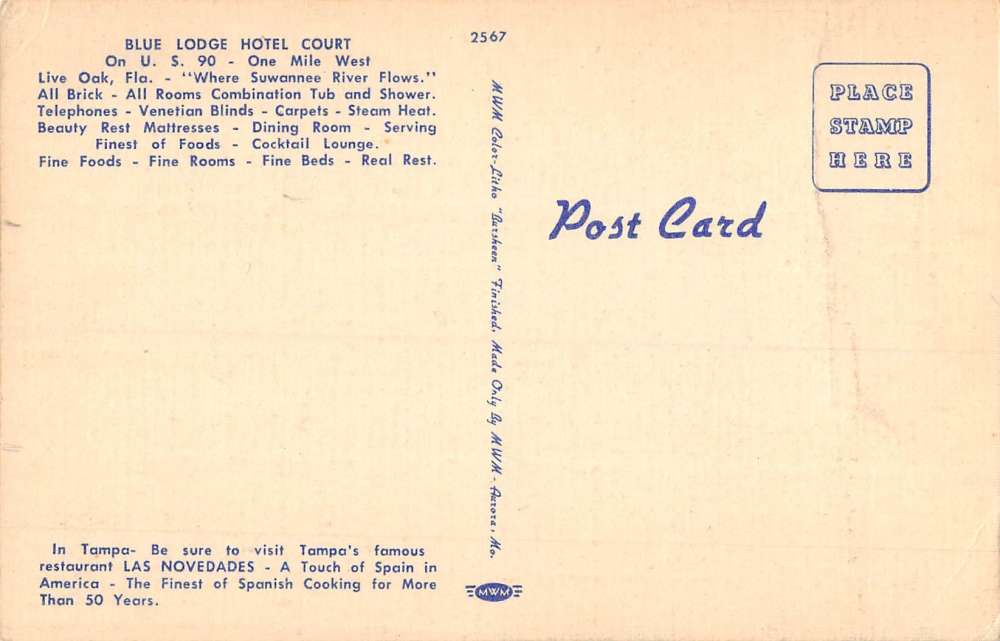 BLUE LODGE HOTEL COURT
On U. S. 90 - One Mile West
Live Oak, Fla. - "Where Suwannee River Flows."
All Brick - All Rooms Combination Tub and Shower.
Telephones - Venetian Blinds - Carpets - Steam Heat.
Beauty Rest Mattresses - Dining Room - Serving
Finest of Foods - Cocktail Lounge.
Fine Foods - Fine Rooms - Fine Beds - Real Rest.
In Tampa- Be sure to visit Tampa's famous
restaurant LAS NOVEDADES - A Touch of Spain in
America - The Finest of Spanish Cooking for More
Than 50 Years.
2567
MWM Color-Litho "Bursheen" Finished. Made Only By MWM - Aurora, Mo.
MWM
Post Card
PLACE
STAMP
HERE